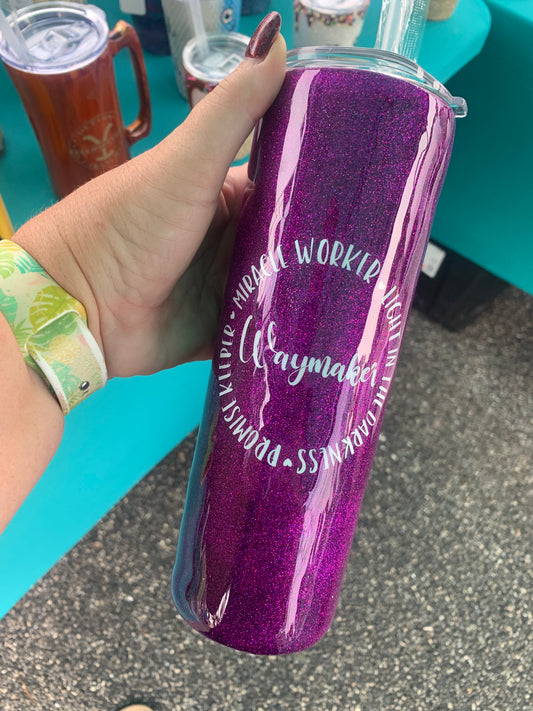 MIRACLE WORKER • LIGHT IN THE DARKNESS ♥ PROMISE KEEPER •
Waymaker